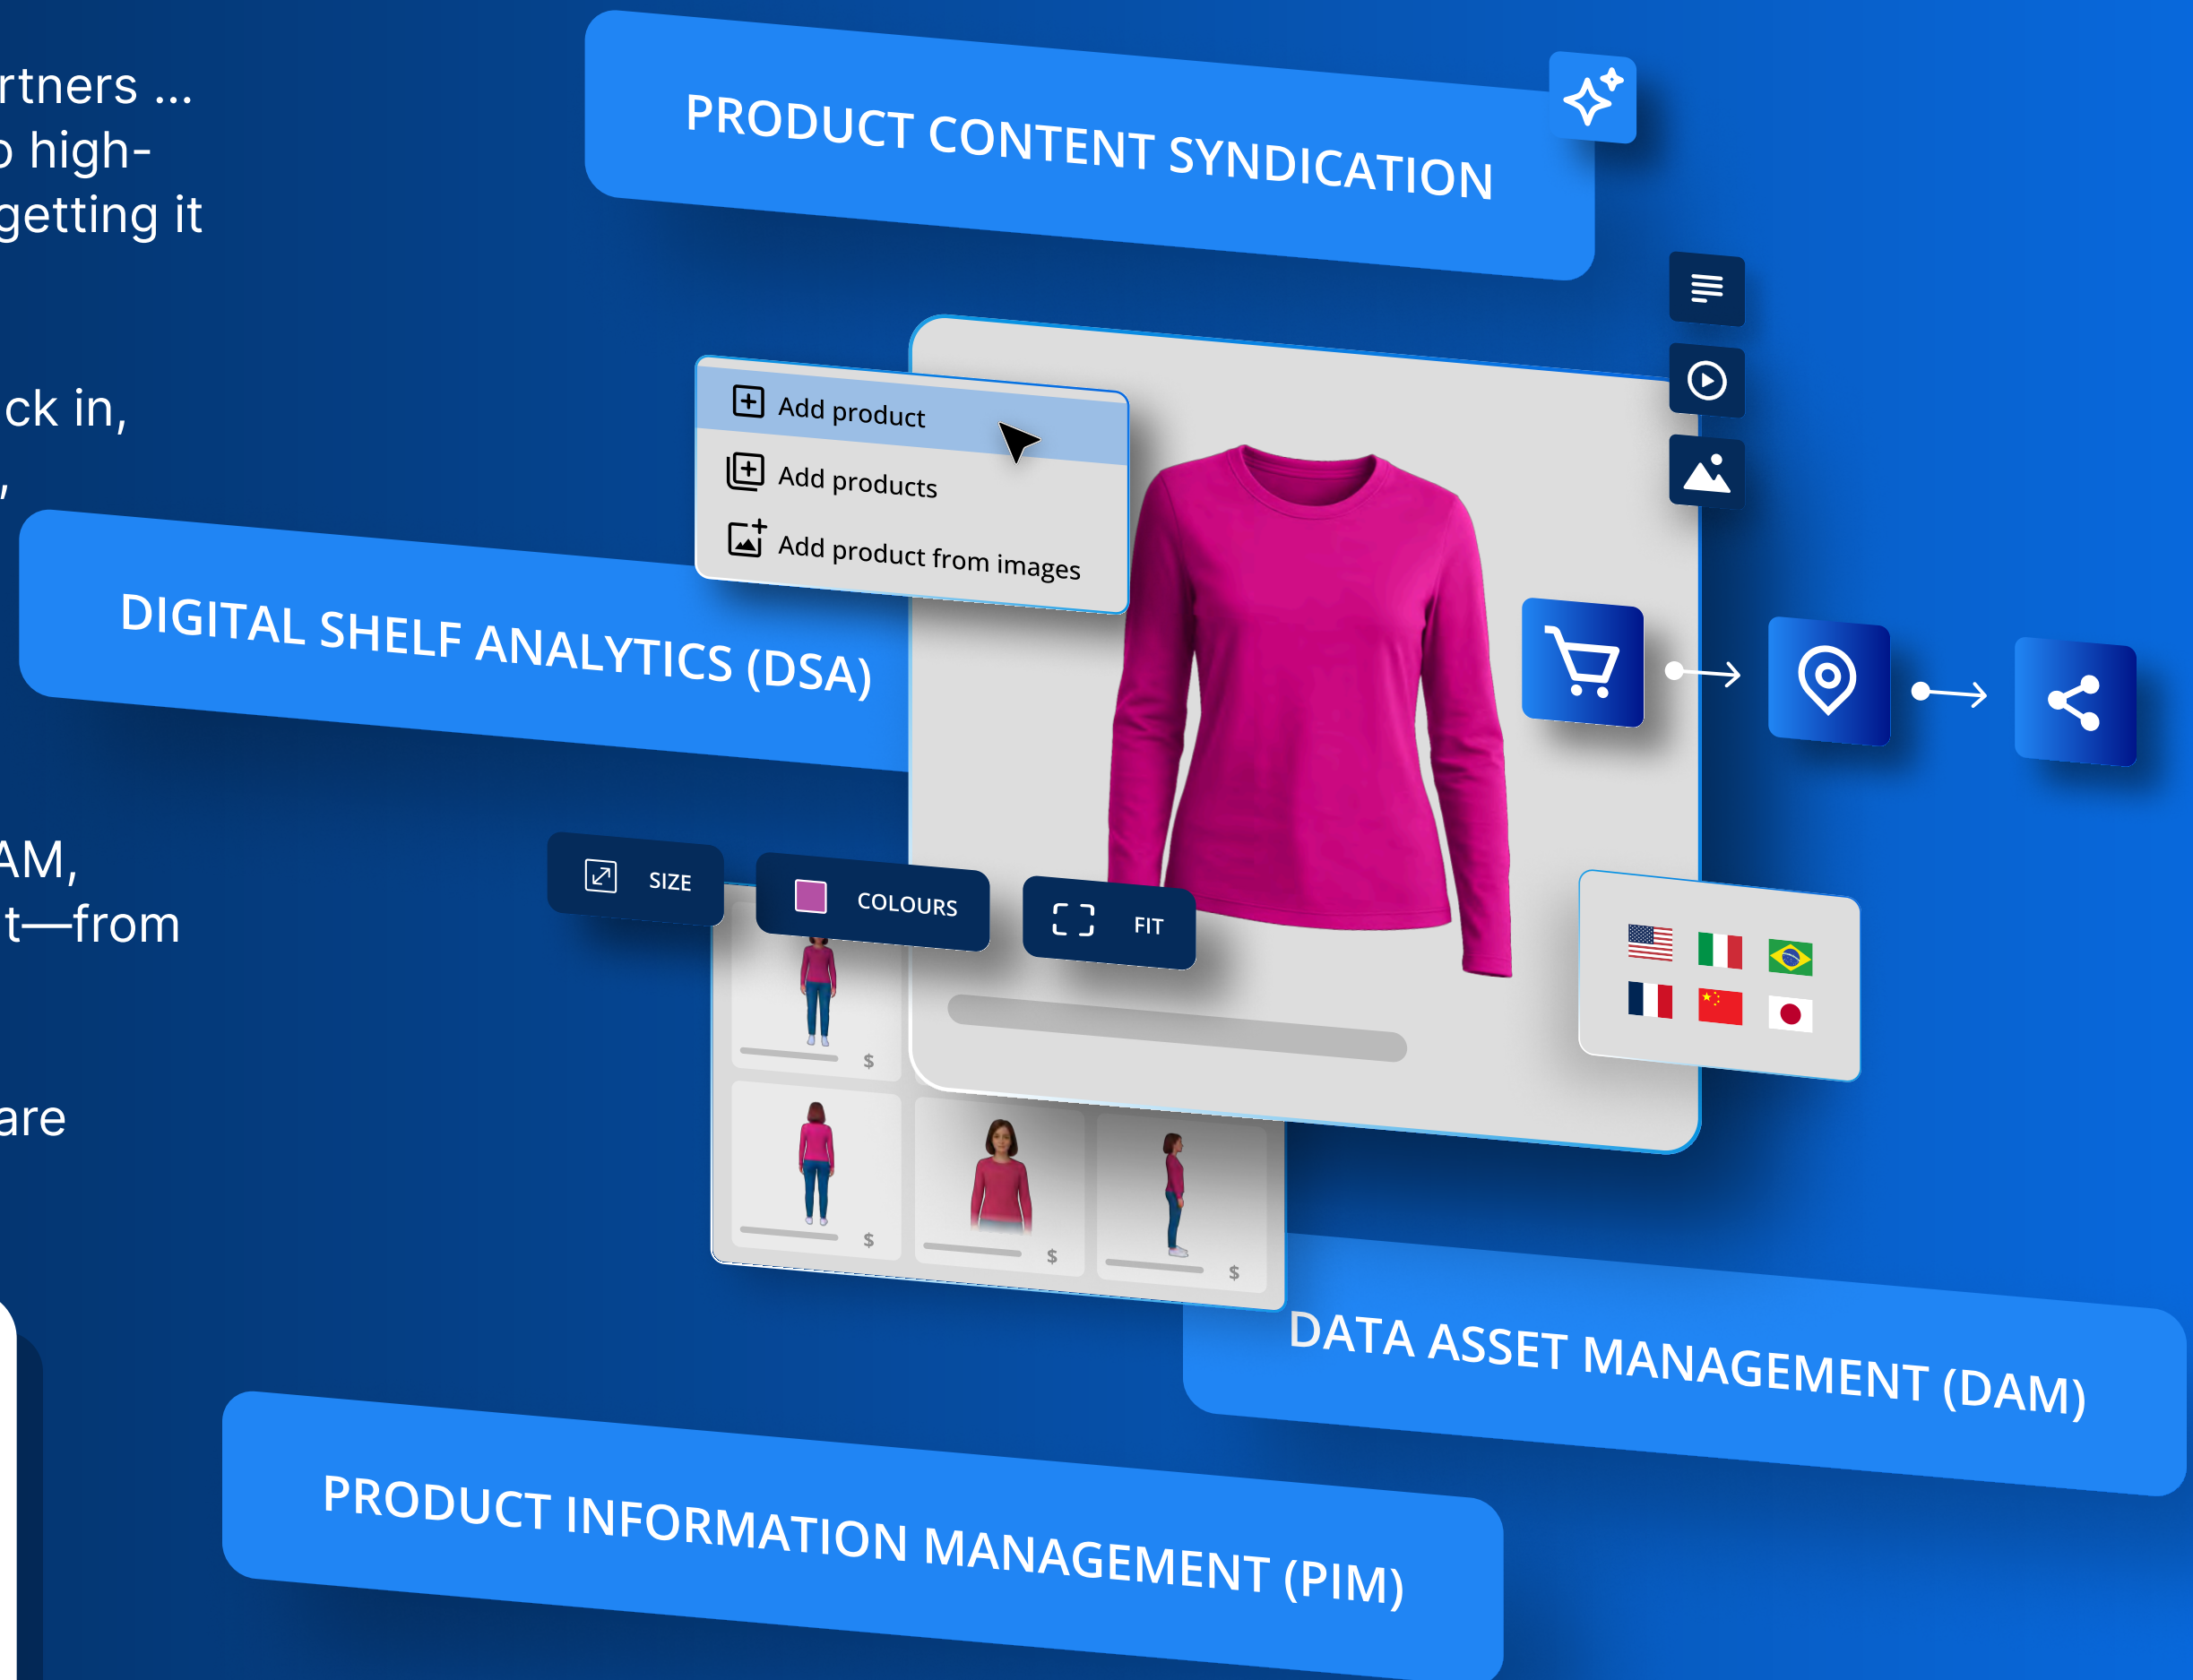 rtners ...
high-
getting it
ck in,
,
AM,
t—from
are
PRODUCT CONTENT SYNDICATION
Add product
Add products
Add product from images
DIGITAL SHELF ANALYTICS (DSA)
SIZE
COLOURS
FIT
$
$
$
$
DATA ASSET MANAGEMENT (DAM)
PRODUCT INFORMATION MANAGEMENT (PIM)